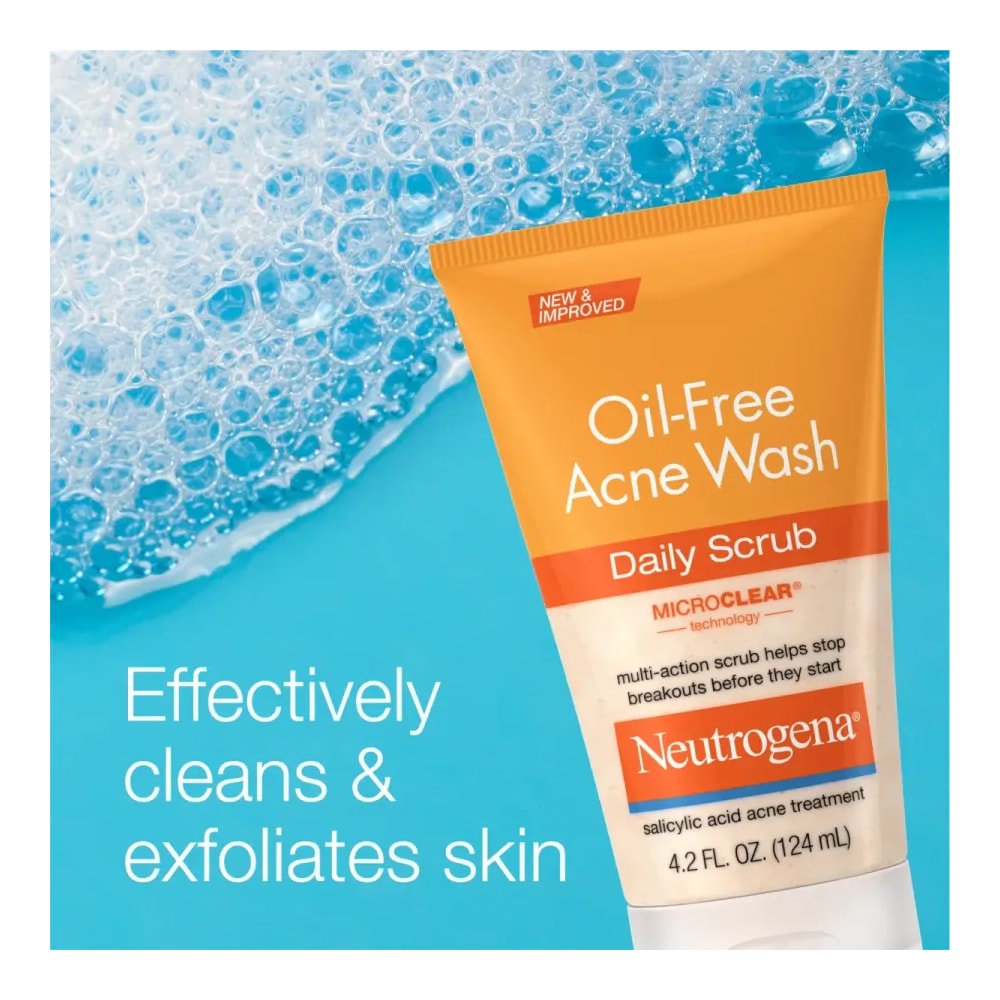 NEW &
IMPROVED
Oil-Free
Acne Wash
Daily Scrub
MICROCLEAR®
technology
multi-action scrub helps stop
breakouts before they start
Neutrogena®
salicylic acid acne treatment
4.2 FL. OZ. (124 mL)
Effectively
cleans &
exfoliates skin